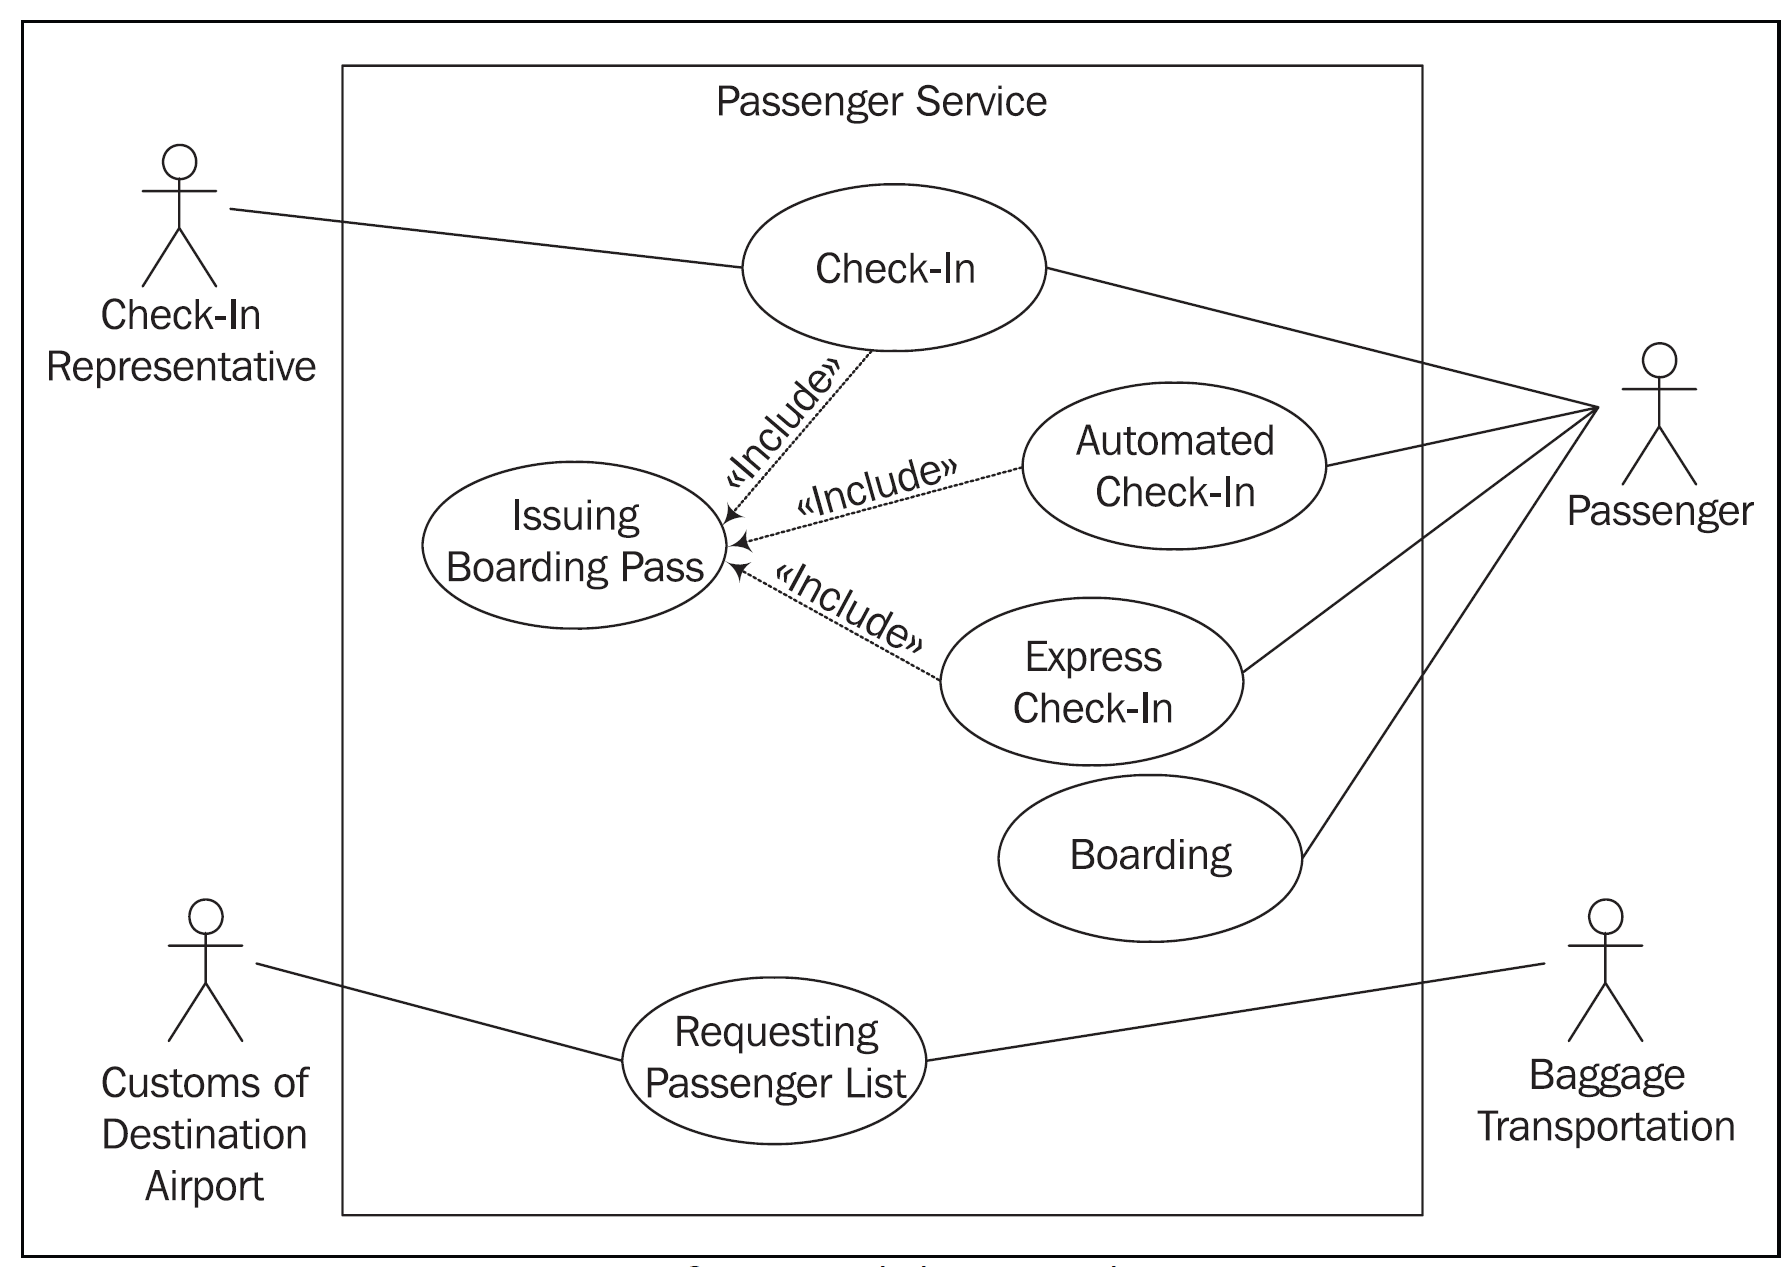 Passenger Service
Check-In
Representative
Check-In
«Include»
Automated
Check-In
«Include»
Passenger
Issuing
Boarding Pass
«Include»
Express
Check-In
Boarding
Customs of
Destination
Airport
Requesting
Passenger List
Baggage
Transportation